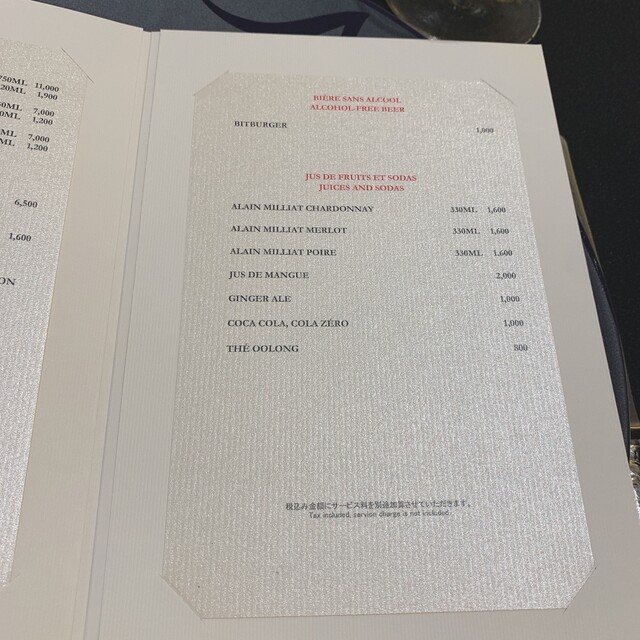 750ML 11,000
1,900
7,000
1,200
ML 7,000
ML 1,200
6,500
1,600
ON
BIÈRE SANS ALCOOL
ALCOHOL-FREE BEER
BITBURGER 1,000
JUS DE FRUITS ET SODAS
JUICES AND SODAS
ALAIN MILLIAT CHARDONNAY 330ML 1,600
ALAIN MILLIAT MERLOT 330ML 1,600
ALAIN MILLIAT POIRE 330ML 1.600
JUS DE MANGUE 2,000
GINGER ALE 1,000
COCA COLA, COLA ZÉRO 1,000
THÉ OOLONG 800
税込み金額にサービス料を別途加算させていただきます。
Tax included, service charge is not included.